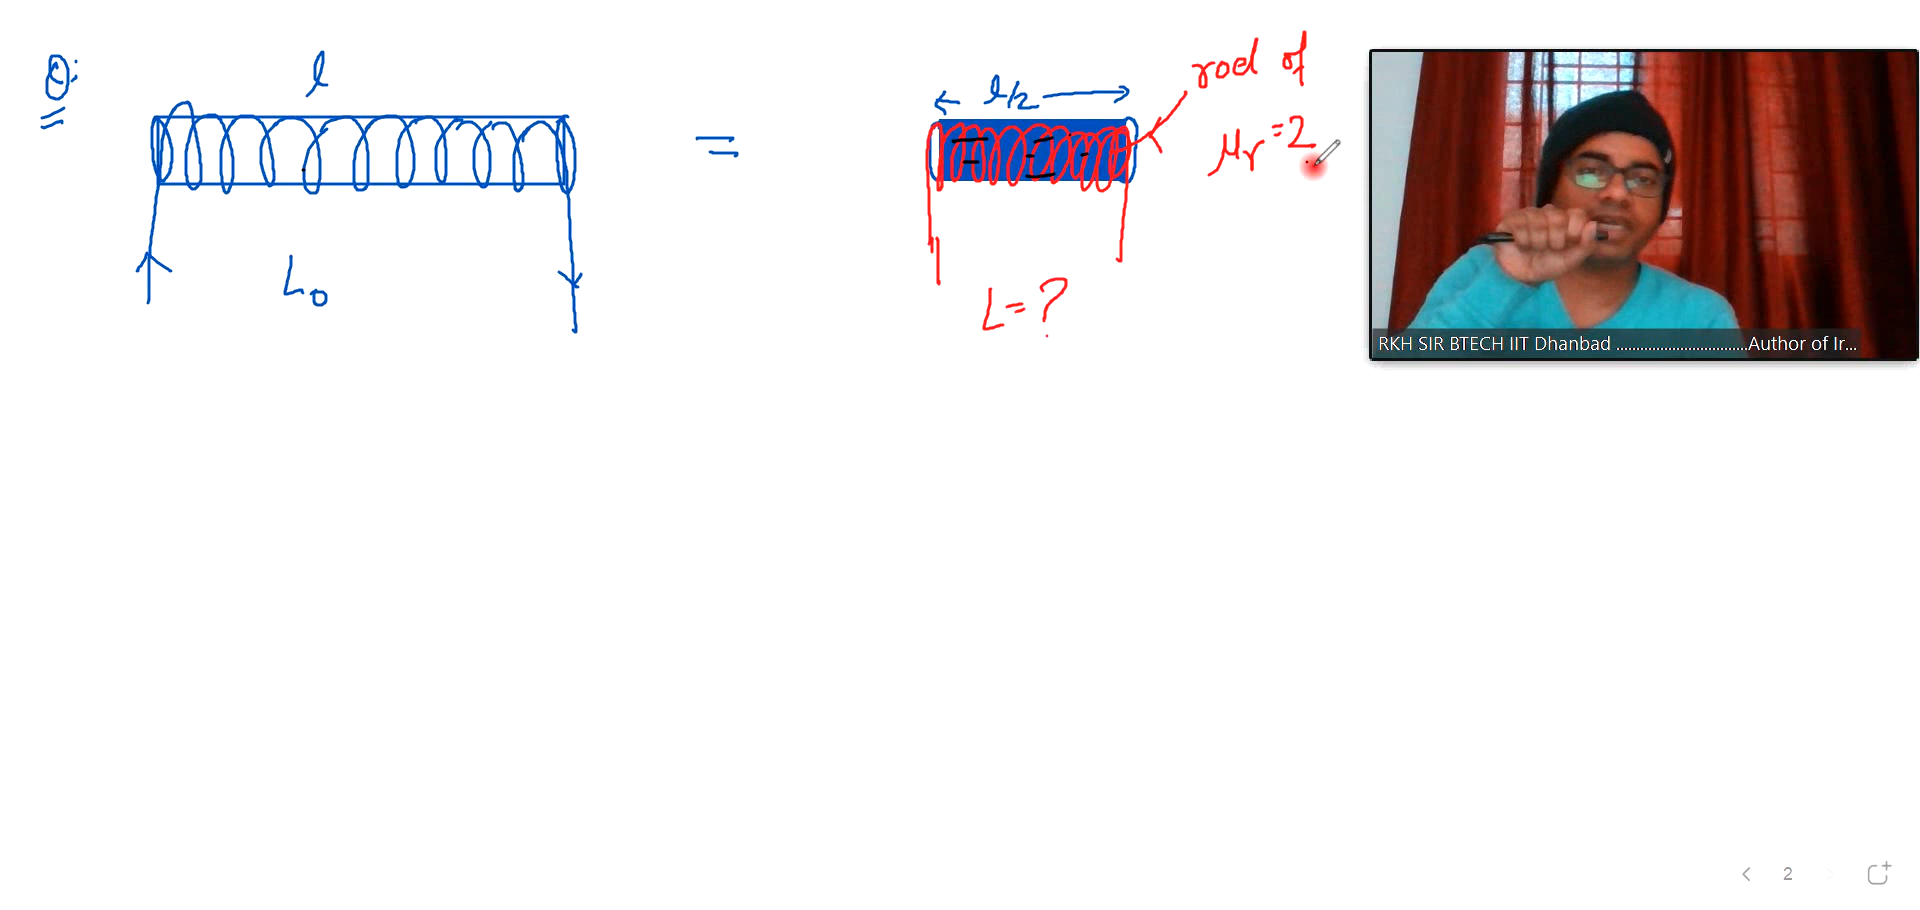 Q:
l
L₀
=
l/2
rod of
μr = 2
L = ?
RKH SIR BTECH IIT Dhanbad .................................Author of Ir...
2